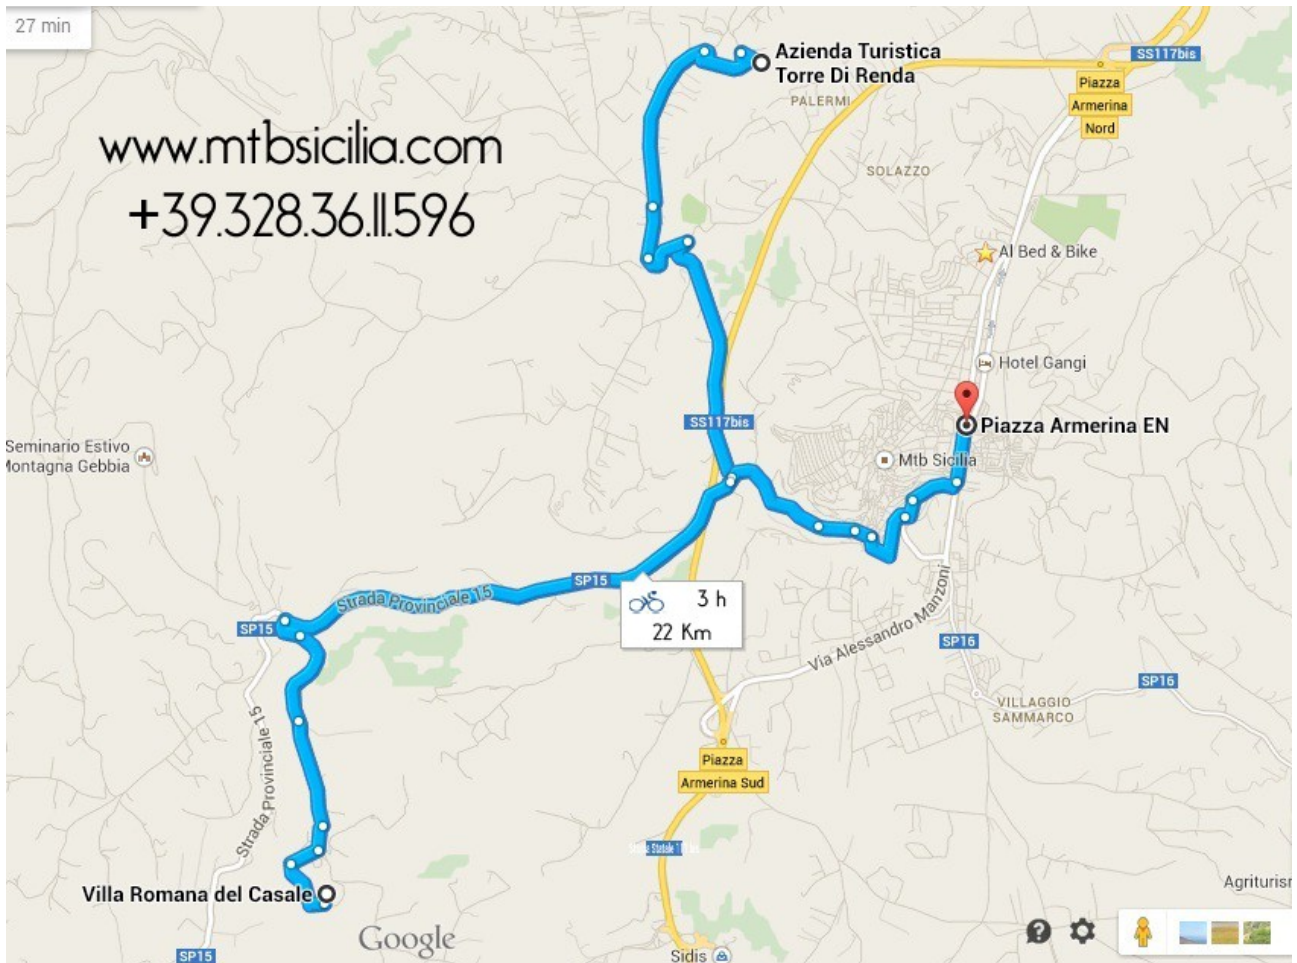 27 min
Azienda Turistica
Torre Di Renda
SS117bis
Piazza
Armerina
Nord
PALERMI
www.mtbsicilia.com
+39.328.36.11.596
SOLAZZO
Al Bed & Bike
Hotel Gangi
SS117bis
Piazza Armerina EN
Seminario Estivo
Montagna Gebbia
Mtb Sicilia
SP15
Strada Provinciale 15
3 h
22 Km
SP15
Via Alessandro Manzoni
SP16
SP16
VILLAGGIO
SAMMARCO
Strada Provinciale 15
Piazza
Armerina Sud
Villa Romana del Casale
Agriturism
Google
SP15
Sidis